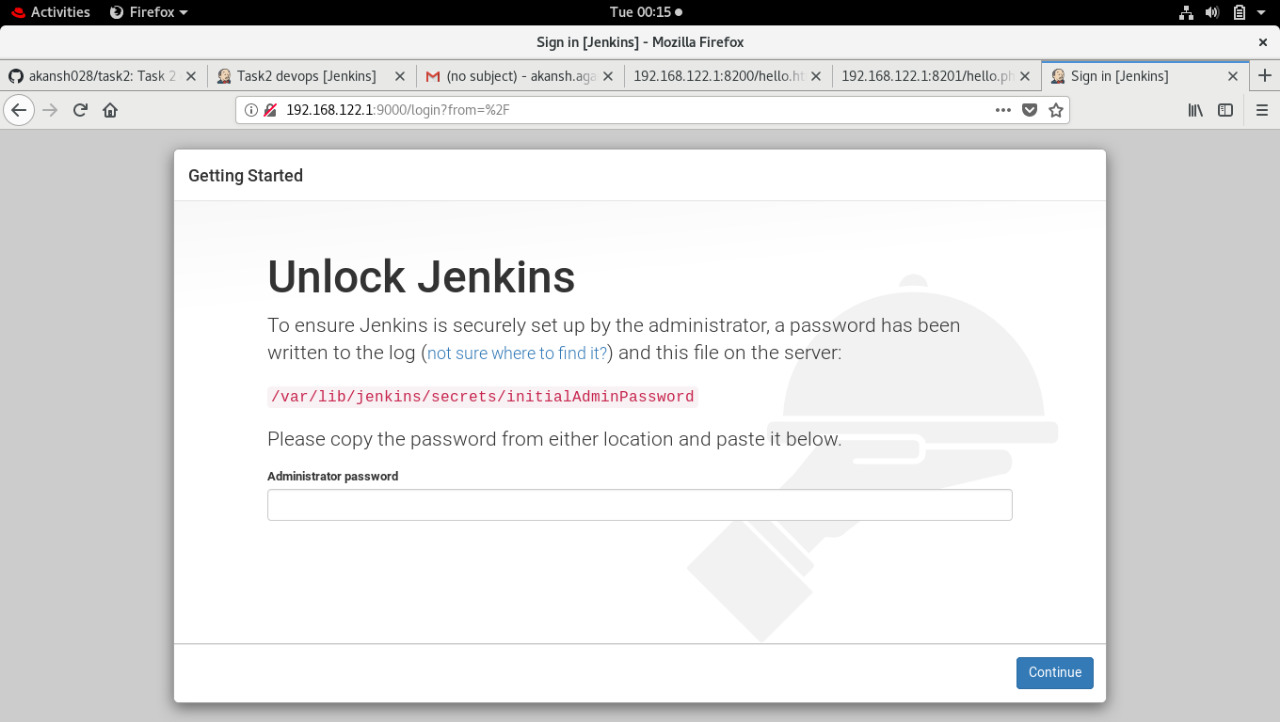 Activities Firefox Tue 00:15
Sign in [Jenkins] - Mozilla Firefox
akansh028/task2: Task 2 Task2 devops [Jenkins] (no subject) - akansh.aga 192.168.122.1:8200/hello.ht 192.168.122.1:8201/hello.ph Sign in [Jenkins]
192.168.122.1:9000/login?from=%2F
Getting Started
Unlock Jenkins
To ensure Jenkins is securely set up by the administrator, a password has been
written to the log (not sure where to find it?) and this file on the server:
/var/lib/jenkins/secrets/initialAdminPassword
Please copy the password from either location and paste it below.
Administrator password
Continue